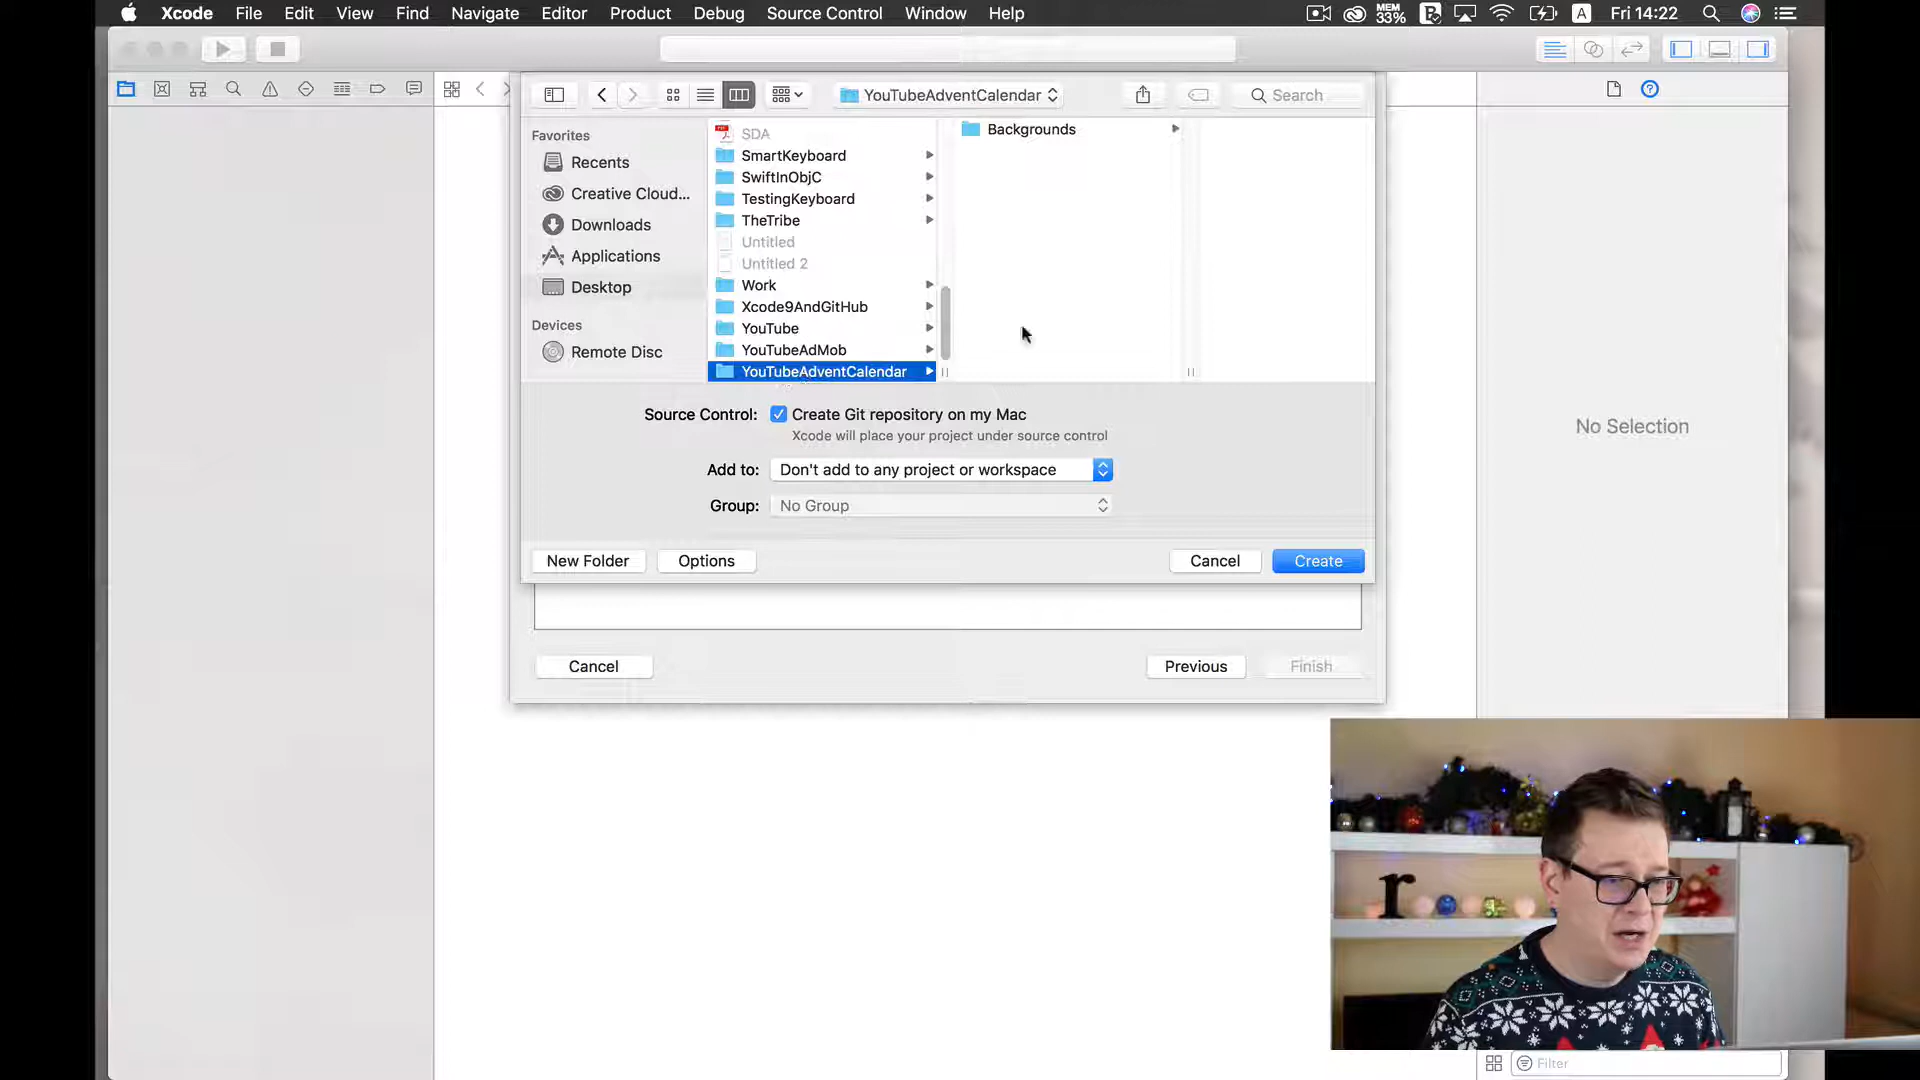 Xcode File Edit View Find Navigate Editor Product Debug Source Control Window Help MEM 33% A Fri 14:22
YouTubeAdventCalendar Search
Favorites
Recents
Creative Cloud...
Downloads
Applications
Desktop
Devices
Remote Disc
SDA
SmartKeyboard
SwiftInObjC
TestingKeyboard
TheTribe
Untitled
Untitled 2
Work
Xcode9AndGitHub
YouTube
YouTubeAdMob
YouTubeAdventCalendar
Backgrounds
Source Control: Create Git repository on my Mac
Xcode will place your project under source control
Add to: Don't add to any project or workspace
Group: No Group
New Folder Options Cancel Create
Cancel Previous Finish
No Selection
r
Filter